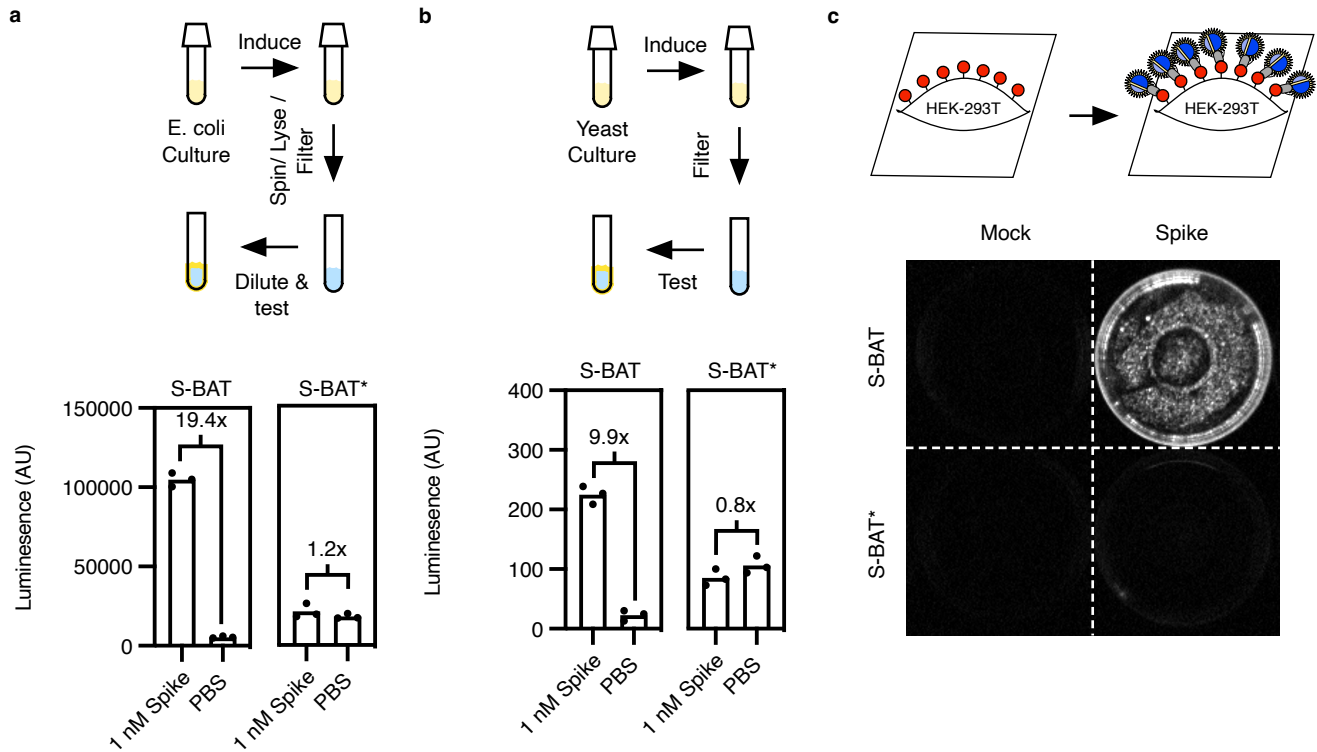 a
Induce
E. coli
Culture
Spin/ Lyse /
Filter
Dilute &
test
S-BAT
S-BAT*
150000
100000
50000
0
Luminesence (AU)
19.4x
1.2x
1 nM Spike
PBS
1 nM Spike
PBS
b
Induce
Yeast
Culture
Filter
Test
S-BAT
S-BAT*
400
300
200
100
0
Luminesence (AU)
9.9x
0.8x
1 nM Spike
PBS
1 nM Spike
PBS
c
HEK-293T
HEK-293T
Mock
Spike
S-BAT
S-BAT*